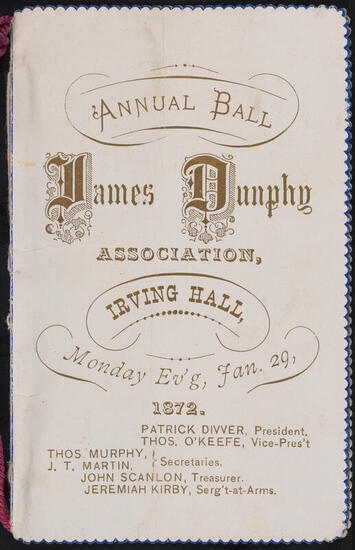 ANNUAL BALL
James Dunphy
ASSOCIATION,
IRVING HALL,
Monday Ev'g, Jan. 29,
1872.
PATRICK DIVVER, President.
THOS. O'KEEFE, Vice-Pres't
THOS. MURPHY,
J. T. MARTIN, } Secretaries.
JOHN SCANLON, Treasurer.
JEREMIAH KIRBY, Serg't-at-Arms.